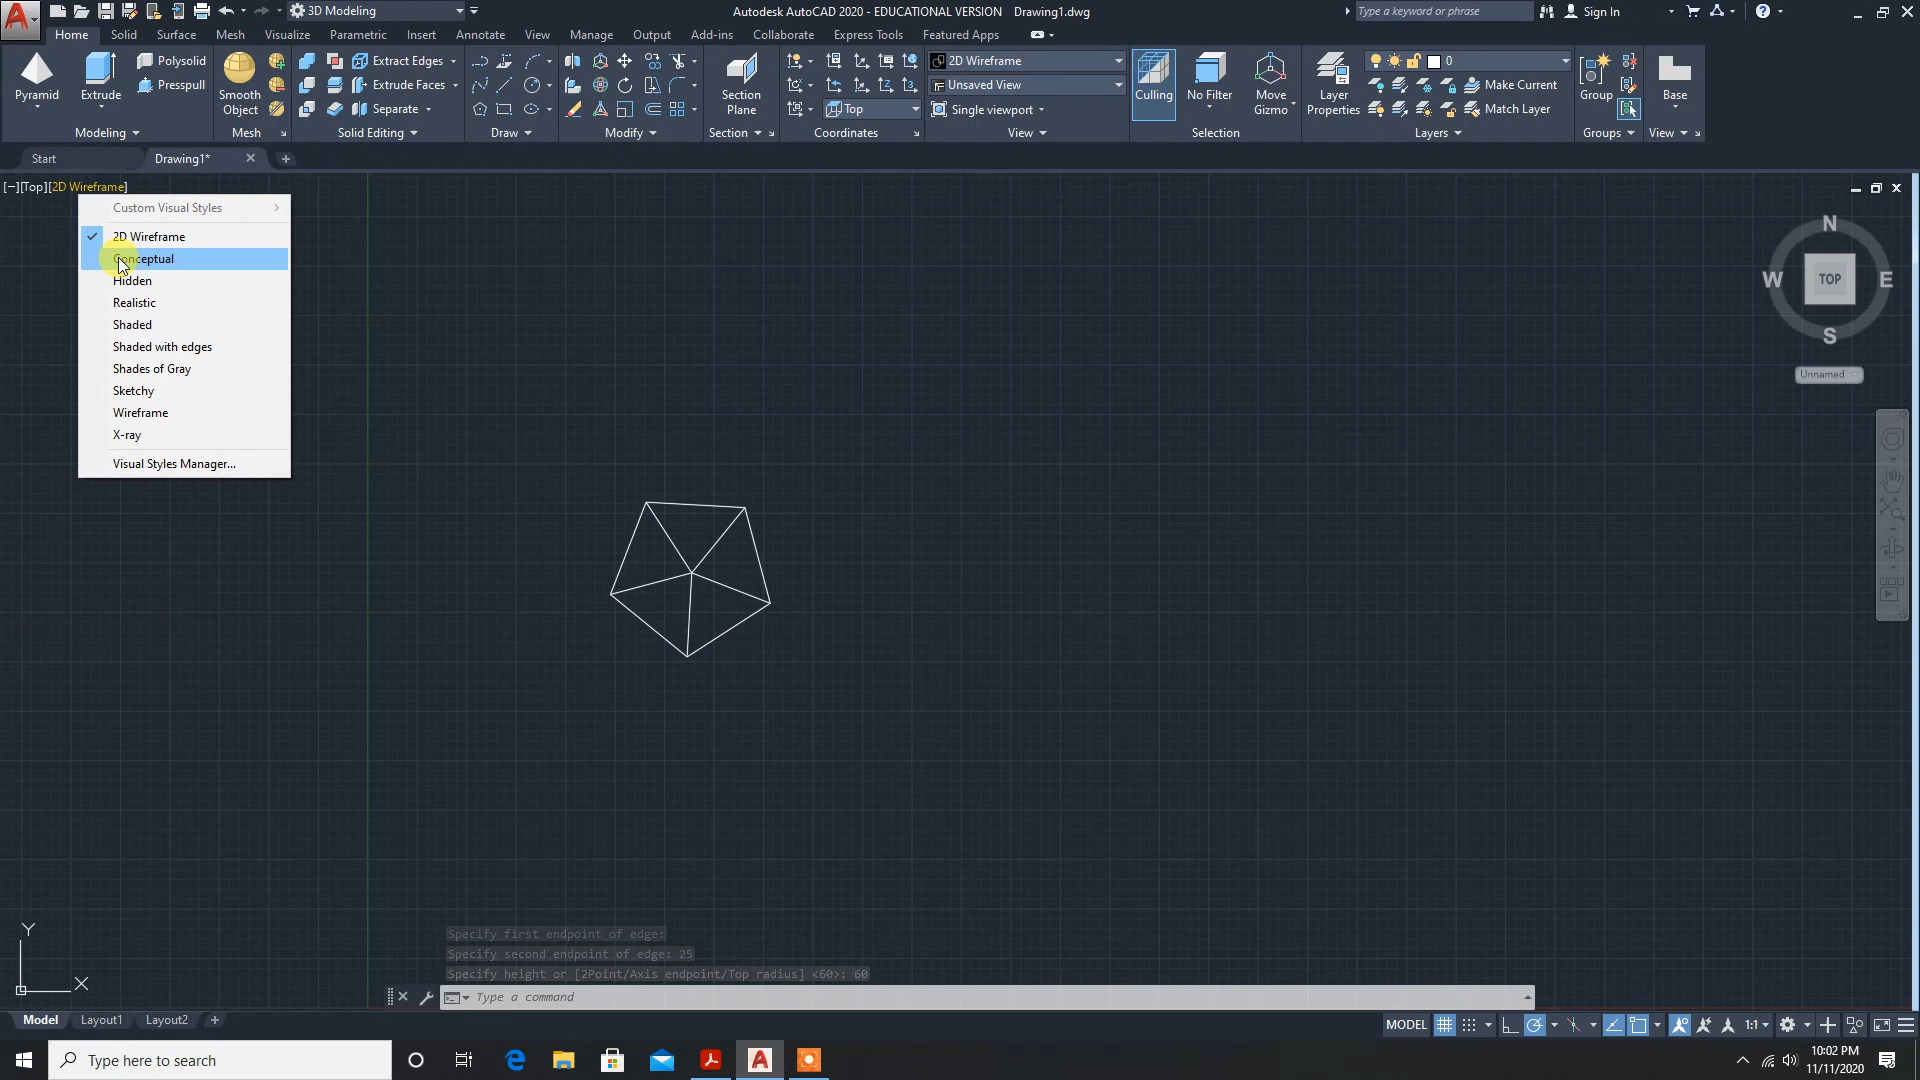 3D Modeling
Autodesk AutoCAD 2020 - EDUCATIONAL VERSION Drawing1.dwg
Type a keyword or phrase
Sign In
Home Solid Surface Mesh Visualize Parametric Insert Annotate View Manage Output Add-ins Collaborate Express Tools Featured Apps
Pyramid
Extrude
Polysolid
Presspull
Modeling
Smooth
Object
Mesh
Extract Edges
Extrude Faces
Separate
Solid Editing
Draw
Modify
Section
Plane
Section
Top
Coordinates
2D Wireframe
Unsaved View
Single viewport
View
Culling
No Filter
Move
Gizmo
Selection
Layer
Properties
0
Make Current
Match Layer
Layers
Group
Groups
Base
View
Start
Drawing1*
[−][Top][2D Wireframe]
Custom Visual Styles
2D Wireframe
Conceptual
Hidden
Realistic
Shaded
Shaded with edges
Shades of Gray
Sketchy
Wireframe
X-ray
Visual Styles Manager...
N
W
TOP
E
S
Unnamed
Y
X
Specify first endpoint of edge:
Specify second endpoint of edge: 25
Specify height or [2Point/Axis endpoint/Top radius] <60>: 60
Type a command
Model Layout1 Layout2
MODEL
1:1
Type here to search
10:02 PM
11/11/2020